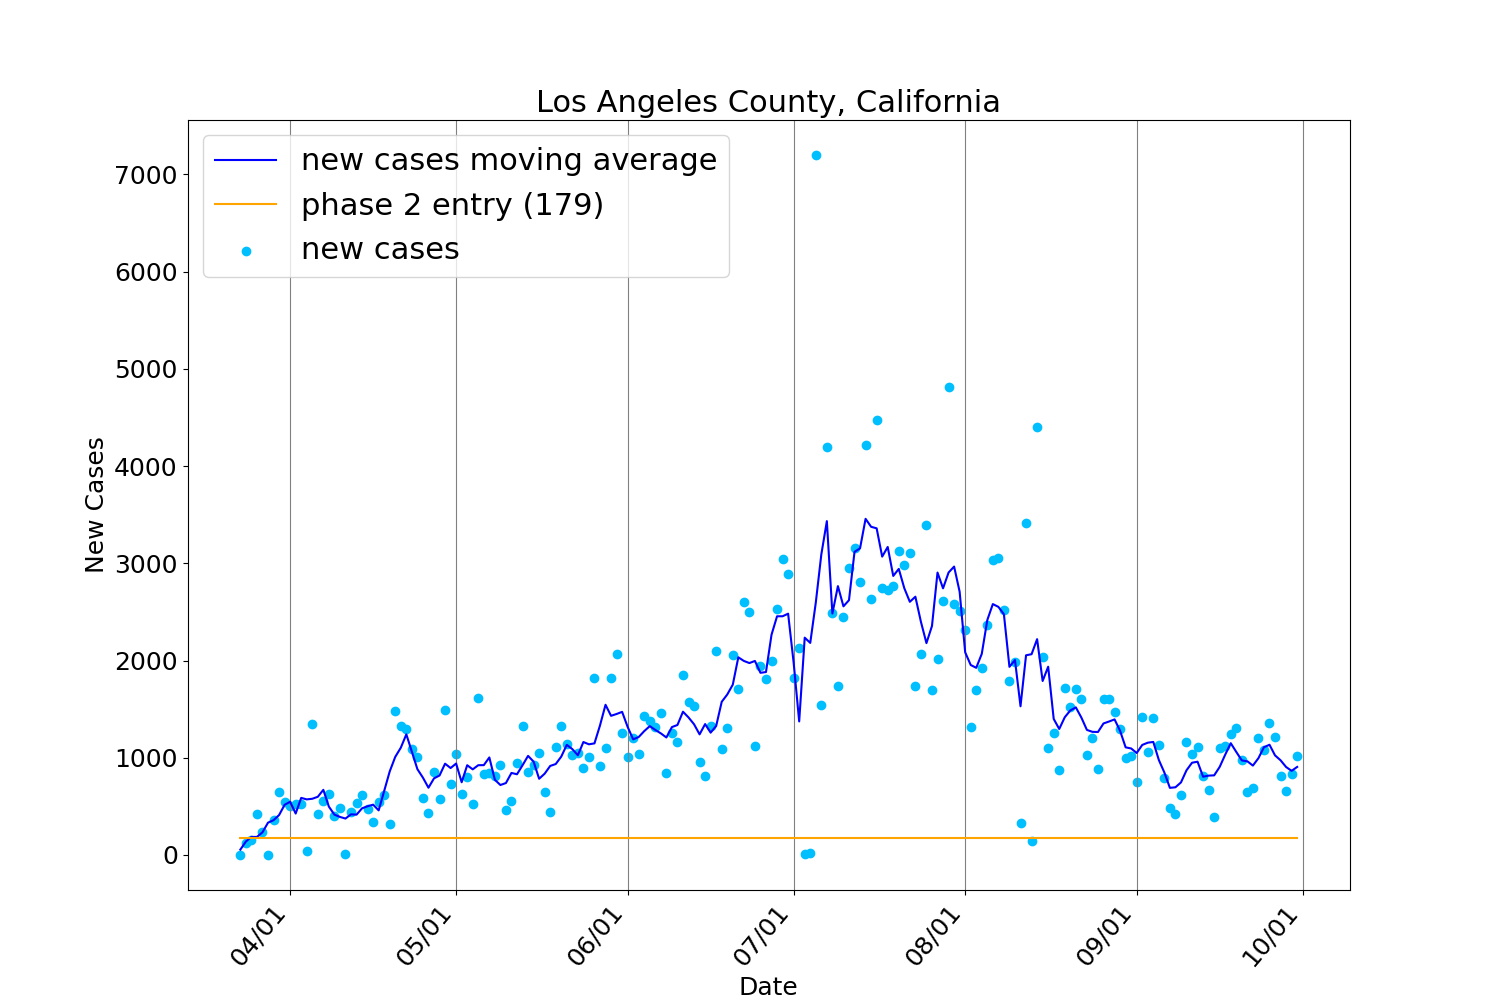 Los Angeles County, California
new cases moving average
phase 2 entry (179)
new cases
7000
6000
5000
4000
3000
2000
1000
0
New Cases
04/01
05/01
06/01
07/01
08/01
09/01
10/01
Date